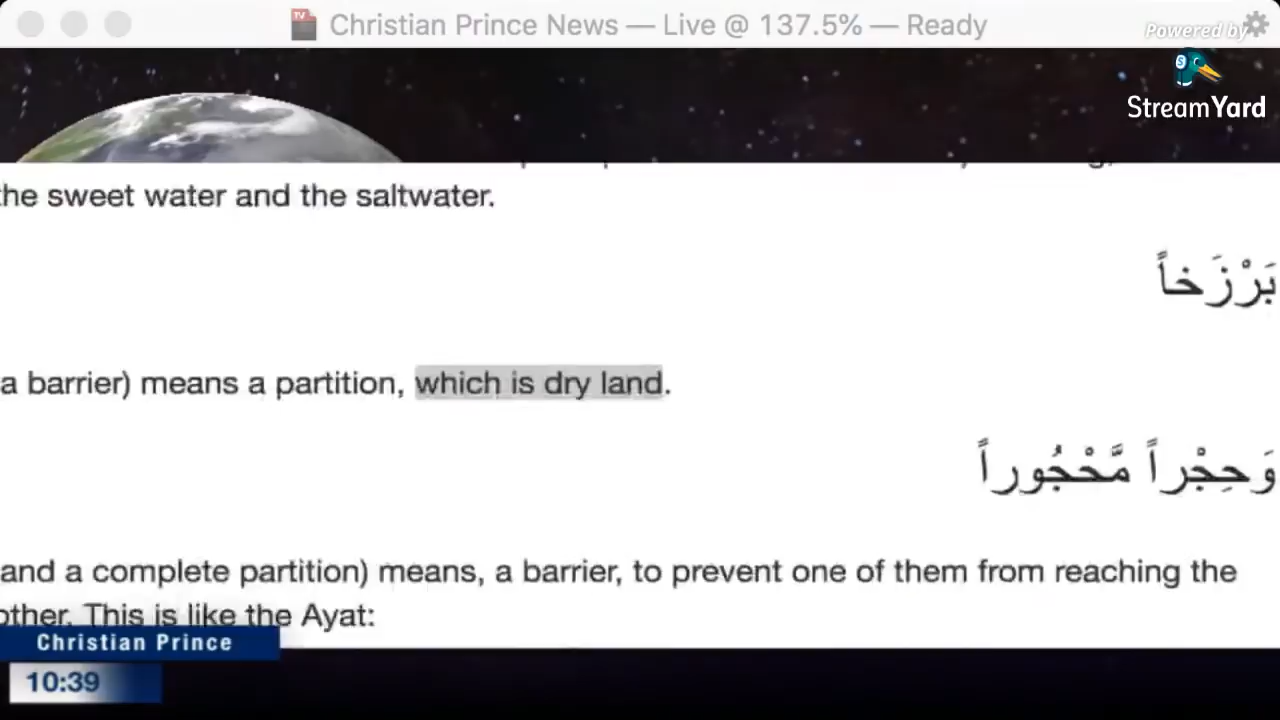 Christian Prince News — Live @ 137.5% — Ready
Powered by
StreamYard
the sweet water and the saltwater.
بَرْزَخاً
a barrier) means a partition, which is dry land.
وَحِجْراً مَّحْجُوراً
and a complete partition) means, a barrier, to prevent one of them from reaching the
other. This is like the Ayat:
Christian Prince
10:39